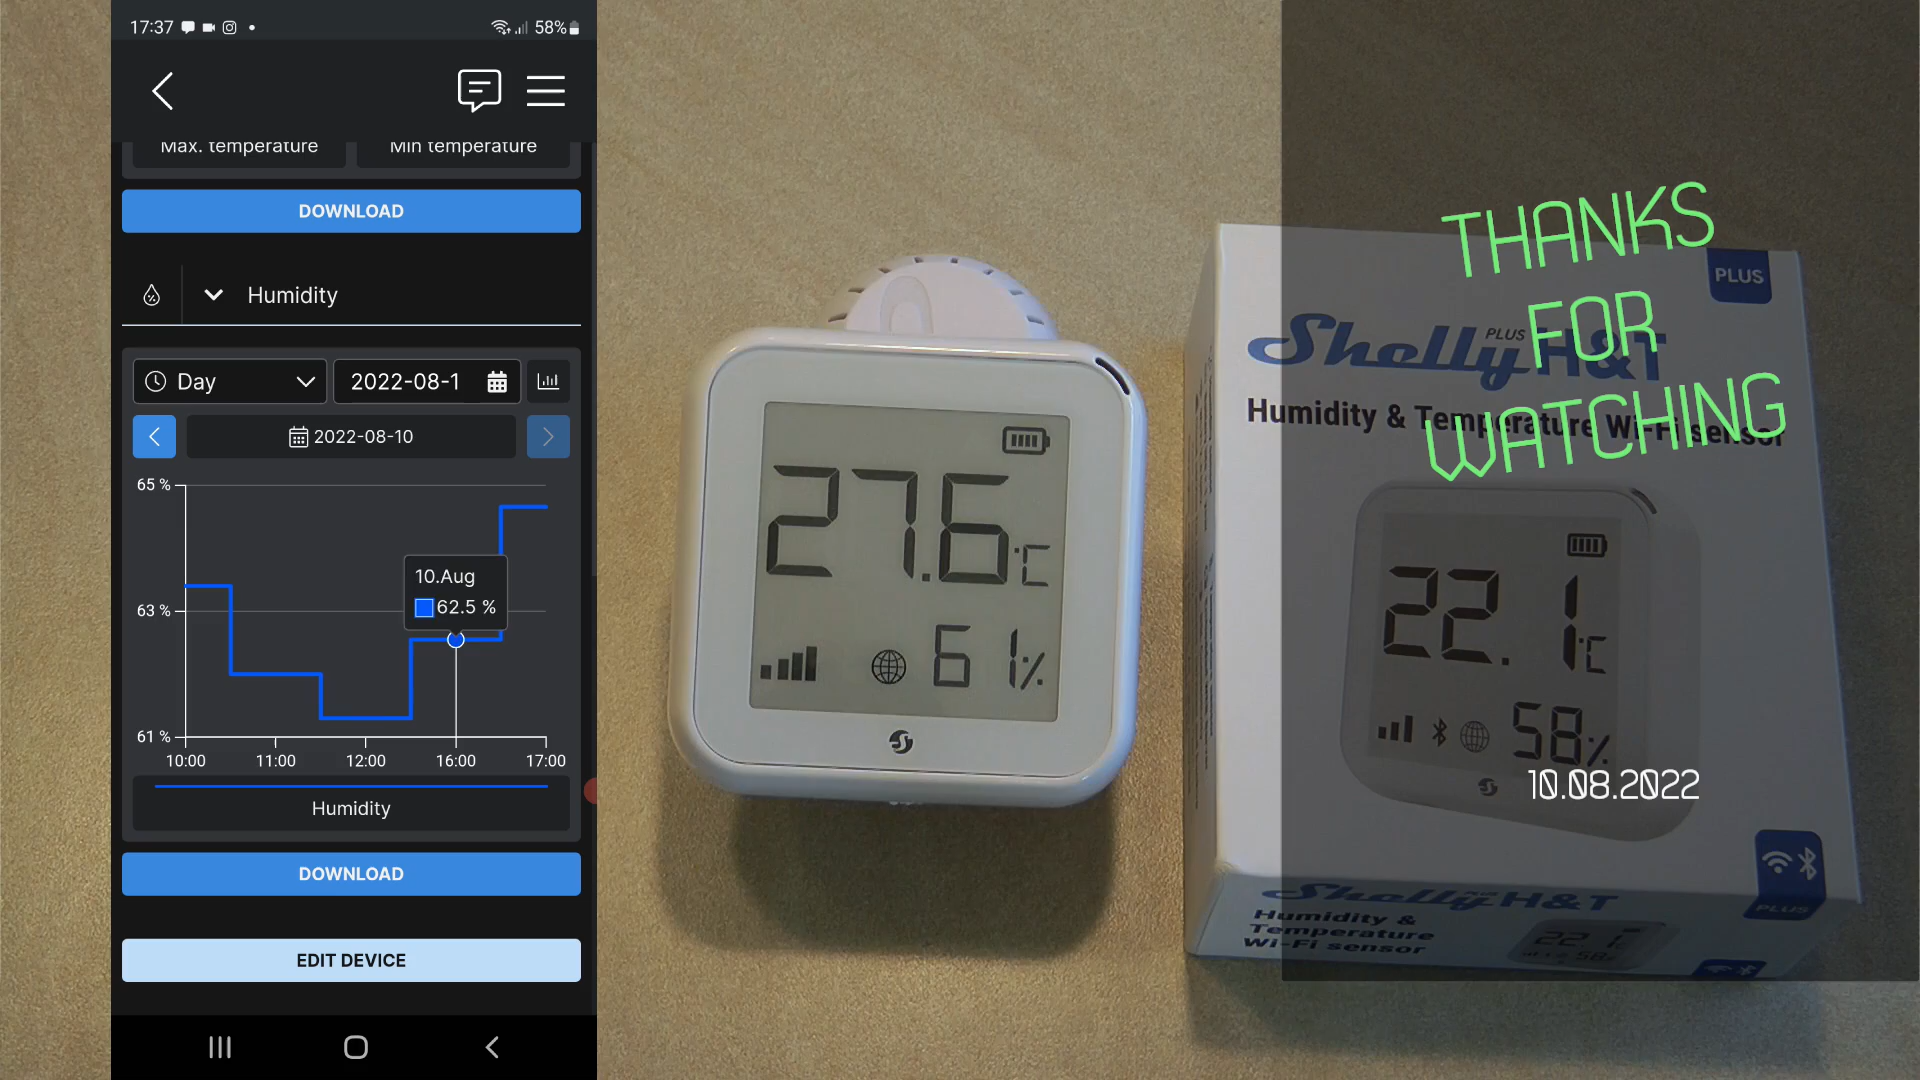 17:37
58%
Max. temperature
Min temperature
DOWNLOAD
Humidity
Day
2022-08-1
2022-08-10
65 %
63 %
61 %
10.Aug
62.5 %
10:00
11:00
12:00
16:00
17:00
Humidity
DOWNLOAD
EDIT DEVICE
27.6°C
61%
PLUS
Shelly PLUS H&T
Humidity & Temperature Wi-Fi sensor
22.1°C
58%
PLUS
Shelly PLUS H&T
Humidity &
Temperature
Wi-Fi sensor
THANKS
FOR
WATCHING
10.08.2022